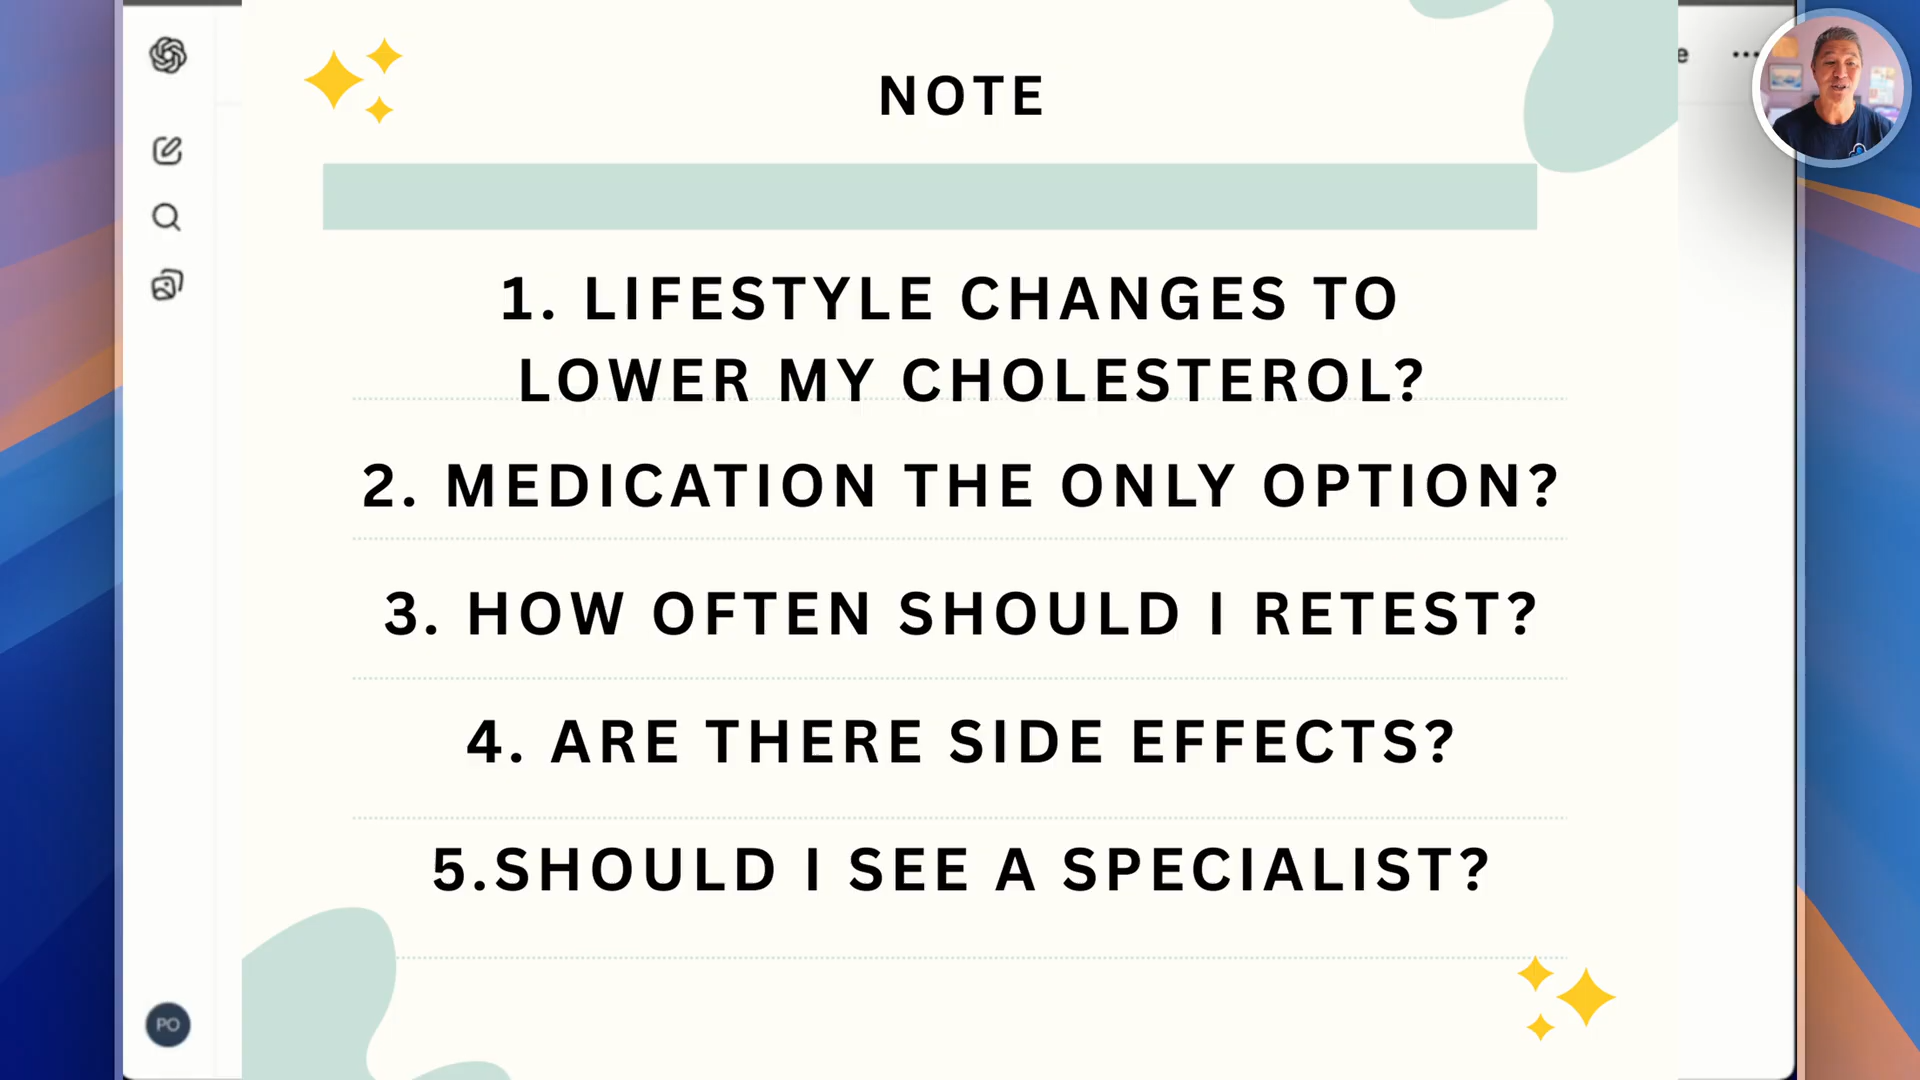 NOTE
1. LIFESTYLE CHANGES TO
LOWER MY CHOLESTEROL?
2. MEDICATION THE ONLY OPTION?
3. HOW OFTEN SHOULD I RETEST?
4. ARE THERE SIDE EFFECTS?
5.SHOULD I SEE A SPECIALIST?
PO